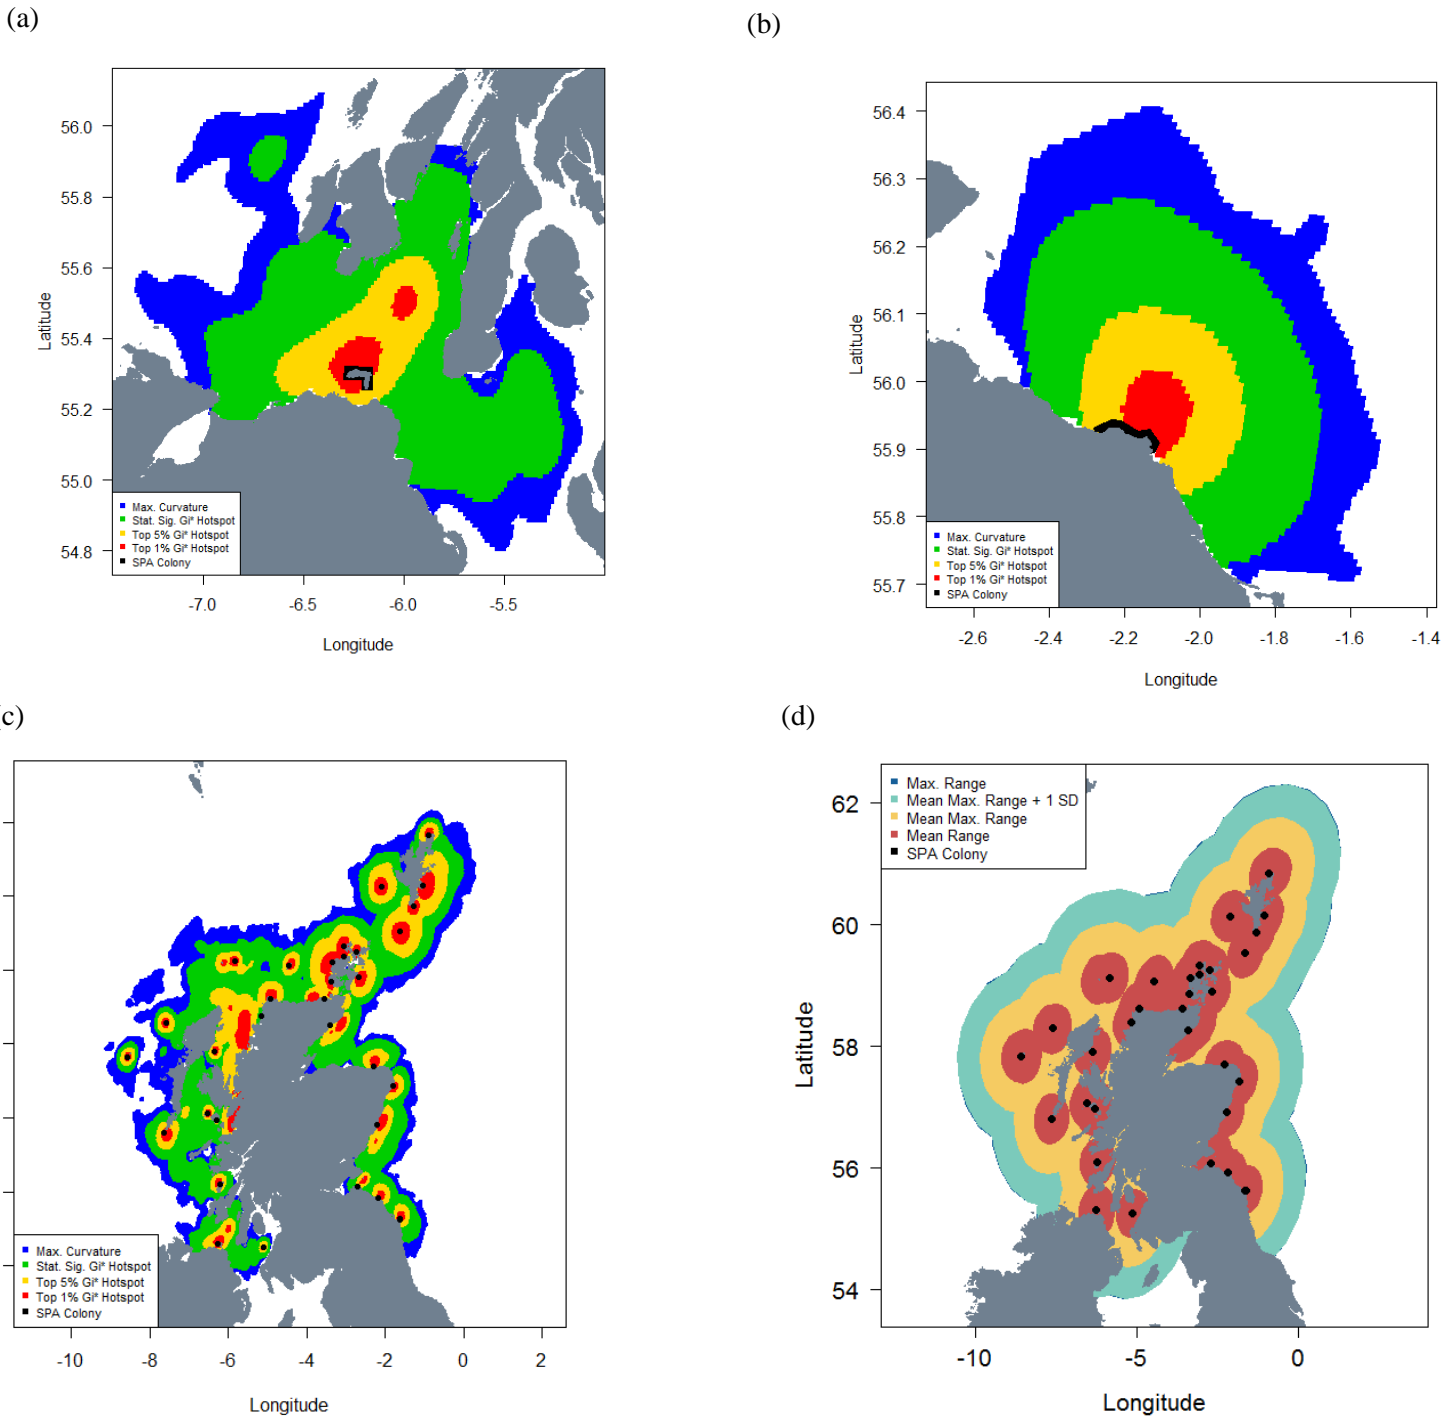 (a)
(b)
56.0
55.8
55.6
55.4
55.2
55.0
54.8
Latitude
Max. Curvature
Stat. Sig. Gi* Hotspot
Top 5% Gi* Hotspot
Top 1% Gi* Hotspot
SPA Colony
-7.0 -6.5 -6.0 -5.5
Longitude
56.4
56.3
56.2
56.1
56.0
55.9
55.8
55.7
Latitude
Max. Curvature
Stat. Sig. Gi* Hotspot
Top 5% Gi* Hotspot
Top 1% Gi* Hotspot
SPA Colony
-2.6 -2.4 -2.2 -2.0 -1.8 -1.6 -1.4
Longitude
c)
(d)
Max. Curvature
Stat. Sig. Gi* Hotspot
Top 5% Gi* Hotspot
Top 1% Gi* Hotspot
SPA Colony
-10 -8 -6 -4 -2 0 2
Longitude
Max. Range
Mean Max. Range + 1 SD
Mean Max. Range
Mean Range
SPA Colony
62
60
58
56
54
Latitude
-10 -5 0
Longitude